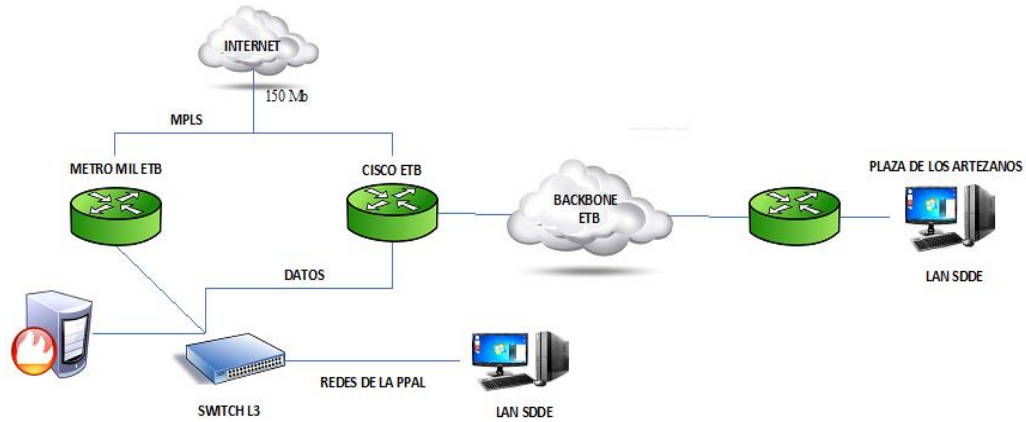 INTERNET
150 Mb
MPLS
METRO MIL ETB
CISCO ETB
PLAZA DE LOS ARTEZANOS
BACKBONE
ETB
DATOS
LAN SDDE
REDES DE LA PPAL
SWITCH L3
LAN SDDE